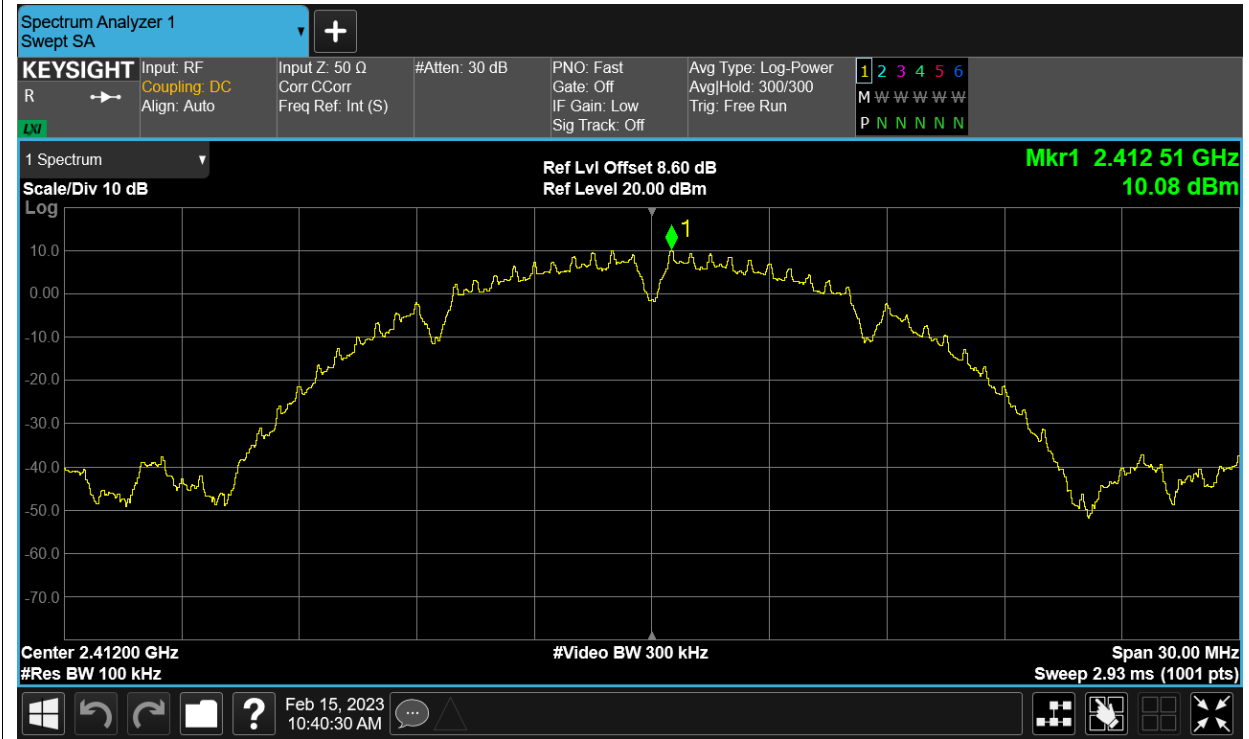 Spectrum Analyzer 1
Swept SA
KEYSIGHT
R
LXI
Input: RF
Coupling: DC
Align: Auto
Input Z: 50 Ω
Corr CCorr
Freq Ref: Int (S)
#Atten: 30 dB
PNO: Fast
Gate: Off
IF Gain: Low
Sig Track: Off
Avg Type: Log-Power
Avg|Hold: 300/300
Trig: Free Run
1 2 3 4 5 6
M W W W W W
P N N N N N
1 Spectrum
Scale/Div 10 dB
Ref Lvl Offset 8.60 dB
Ref Level 20.00 dBm
Mkr1 2.412 51 GHz
10.08 dBm
Log
1
10.0
0.00
-10.0
-20.0
-30.0
-40.0
-50.0
-60.0
-70.0
Center 2.41200 GHz
#Res BW 100 kHz
#Video BW 300 kHz
Span 30.00 MHz
Sweep 2.93 ms (1001 pts)
?
Feb 15, 2023
10:40:30 AM